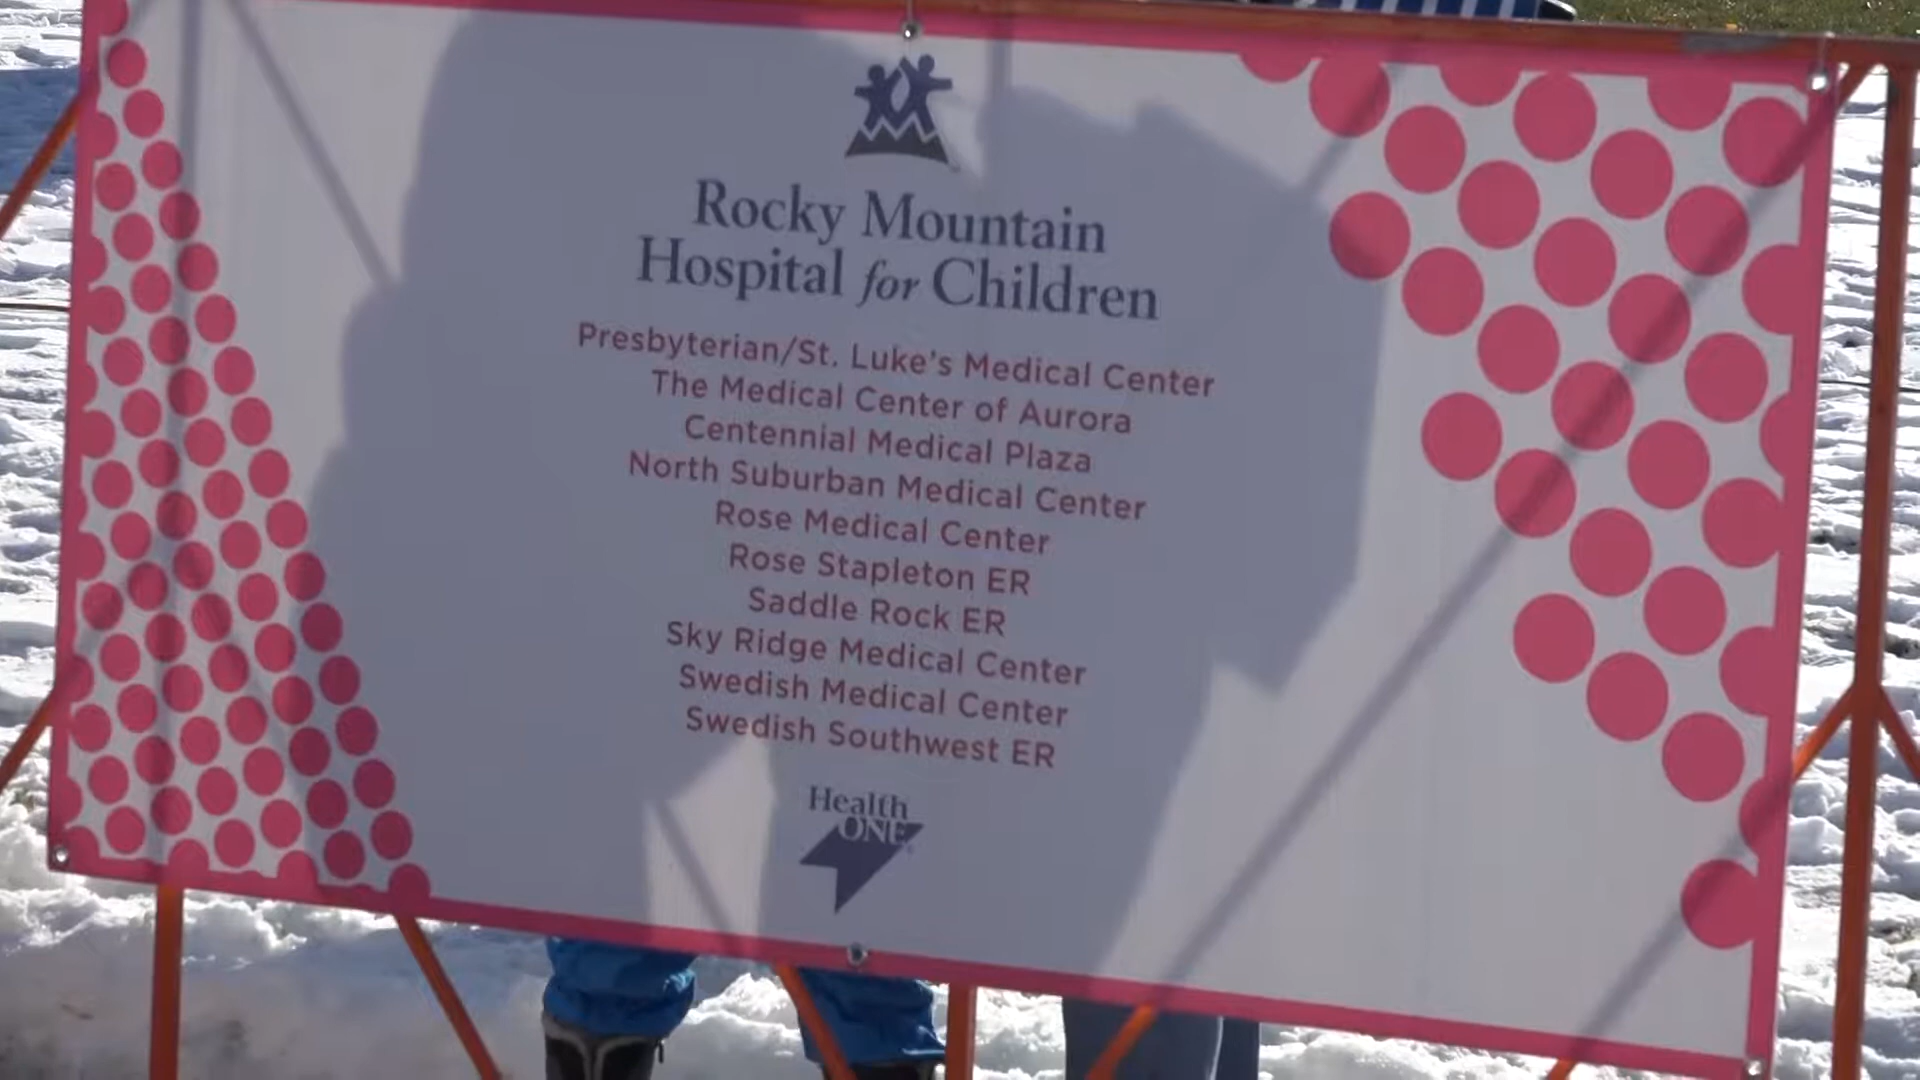 Rocky Mountain
Hospital for Children
Presbyterian/St. Luke's Medical Center
The Medical Center of Aurora
Centennial Medical Plaza
North Suburban Medical Center
Rose Medical Center
Rose Stapleton ER
Saddle Rock ER
Sky Ridge Medical Center
Swedish Medical Center
Swedish Southwest ER
Health
ONE